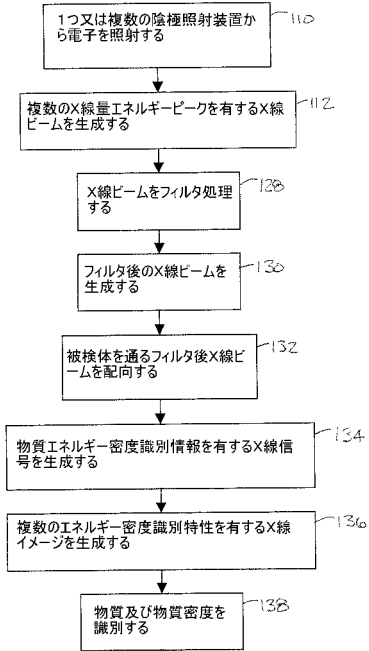 1つ又は複数の陰極照射装置か
ら電子を照射する
110
複数のX線量エネルギーピークを有するX線
ビームを生成する
112
X線ビームをフィルタ処理
する
128
フィルタ後のX線ビームを
生成する
130
被検体を通るフィルタ後X線ビ
ームを配向する
132
物質エネルギー密度識別情報を有するX線信
号を生成する
134
複数のエネルギー密度識別特性を有するX線
イメージを生成する
136
物質及び物質密度を
識別する
138